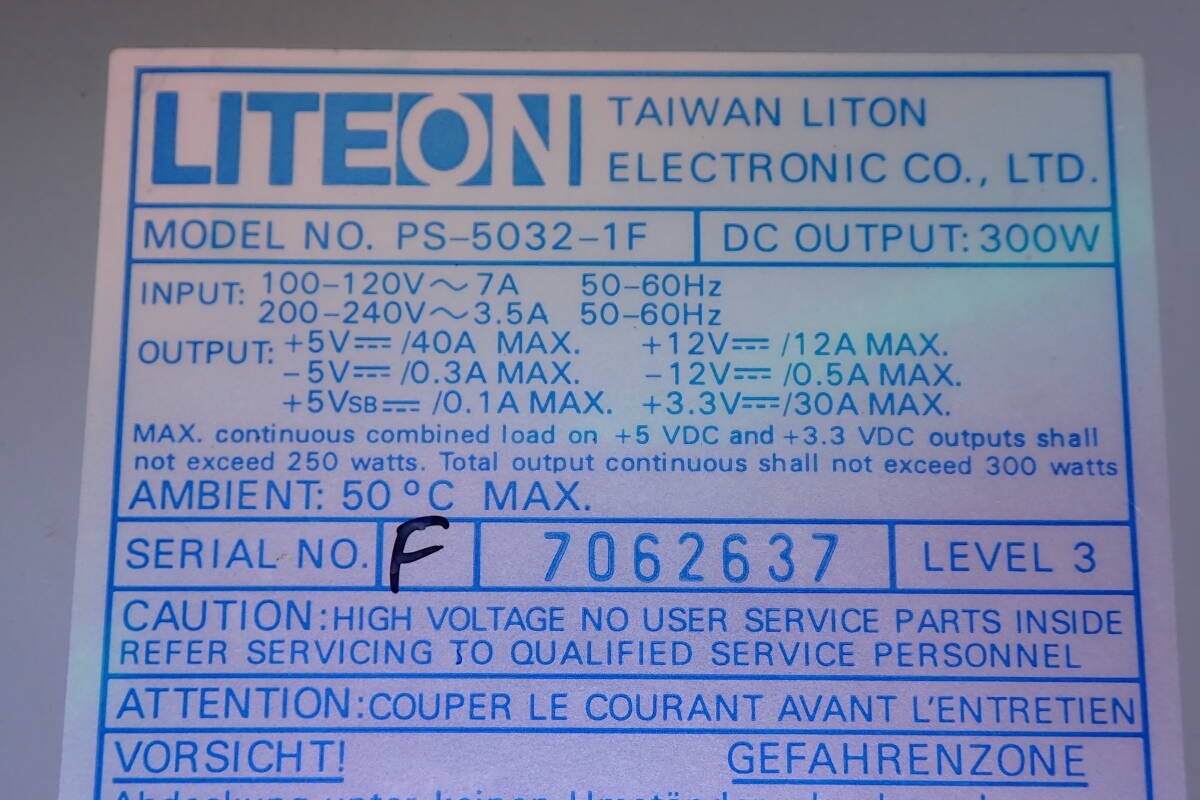 LITEON
TAIWAN LITON
ELECTRONIC CO., LTD.
MODEL NO. PS-5032-1F
DC OUTPUT: 300W
INPUT: 100-120V~7A 50-60Hz
200-240V~3.5A 50-60Hz
OUTPUT: +5V⎓/40A MAX. +12V⎓/12A MAX.
-5V⎓/0.3A MAX. -12V⎓/0.5A MAX.
+5VSB⎓/0.1A MAX. +3.3V⎓/30A MAX.
MAX. continuous combined load on +5 VDC and +3.3 VDC outputs shall
not exceed 250 watts. Total output continuous shall not exceed 300 watts
AMBIENT: 50°C MAX.
SERIAL NO. F 7062637 LEVEL 3
CAUTION: HIGH VOLTAGE NO USER SERVICE PARTS INSIDE
REFER SERVICING TO QUALIFIED SERVICE PERSONNEL
ATTENTION: COUPER LE COURANT AVANT L'ENTRETIEN
VORSICHT! GEFAHRENZONE
Abdeckung unter keinen Umständen